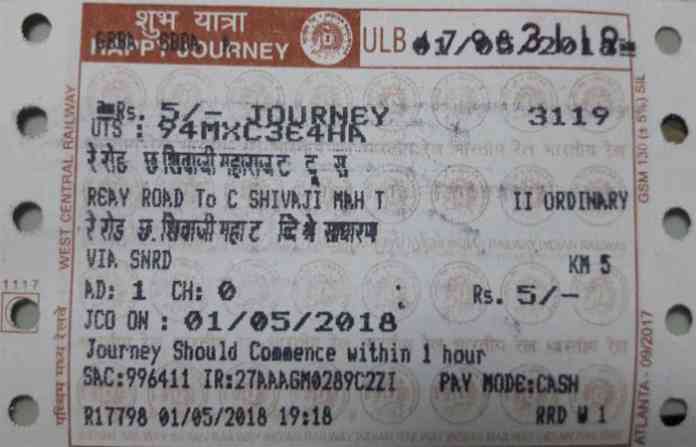 शुभ यात्रा
HAPPY JOURNEY
ULB
Rs. 5/- JOURNEY 3119
UTS : 94MXC3E4HA
रे रोड छ शिवाजी महाराज ट दू स
REAY ROAD To C SHIVAJI MAH T II ORDINARY
रे रोड छ. शिवाजी महा ट द्वि श्रे साधारण
VIA SNRD KM 5
AD: 1 CH: 0 Rs. 5/-
JCO ON : 01/05/2018
Journey Should Commence within 1 hour
SAC:996411 IR:27AAAGM0289C2ZI PAY MODE:CASH
R17798 01/05/2018 19:18 RRD W 1
WEST CENTRAL RAILWAY
पश्चिम मध्य रेलवे
1117
GSM 130 (± 5%) SIL
ATLANTA - 09/2017